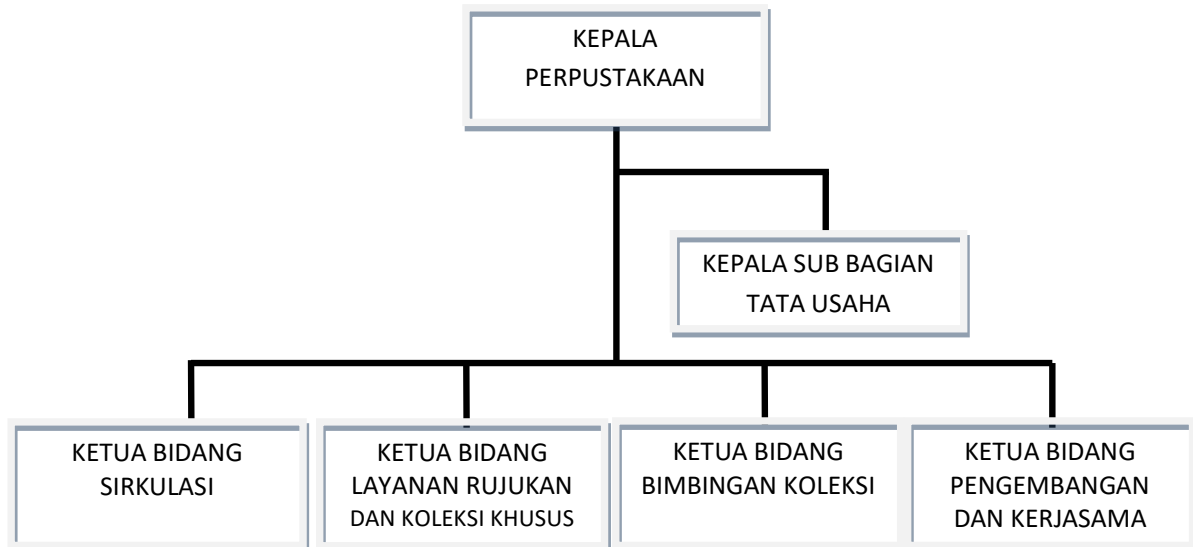 KEPALA
PERPUSTAKAAN
KEPALA SUB BAGIAN
TATA USAHA
KETUA BIDANG
SIRKULASI
KETUA BIDANG
LAYANAN RUJUKAN
DAN KOLEKSI KHUSUS
KETUA BIDANG
BIMBINGAN KOLEKSI
KETUA BIDANG
PENGEMBANGAN
DAN KERJASAMA